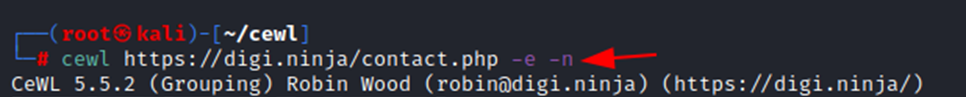 ┌──(root㉿kali)-[~/cewl]
└─# cewl https://digi.ninja/contact.php -e -n
CeWL 5.5.2 (Grouping) Robin Wood (robin@digi.ninja) (https://digi.ninja/)